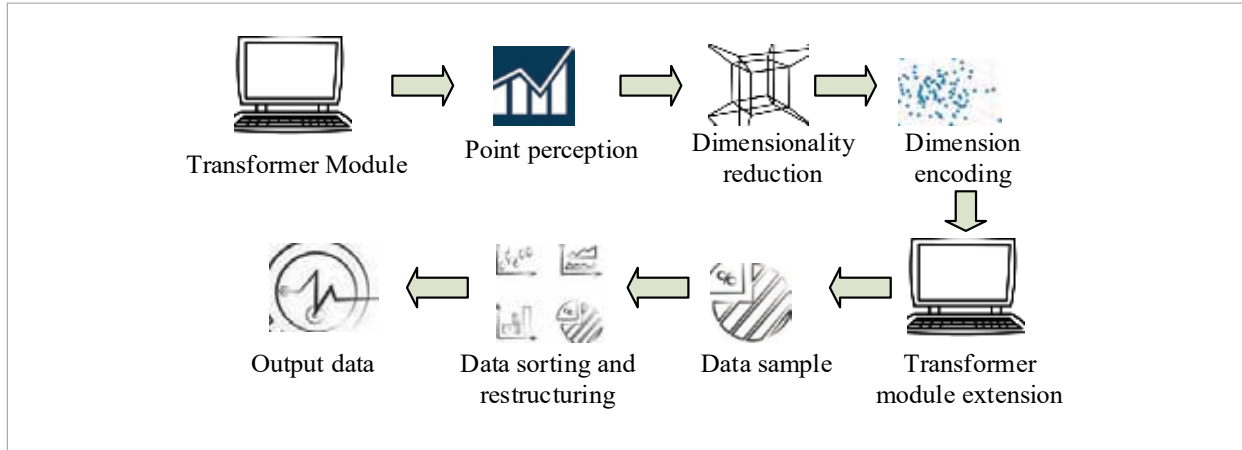 Transformer Module
Point perception
Dimensionality
reduction
Dimension
encoding
Output data
Data sorting and
restructuring
Data sample
Transformer
module extension